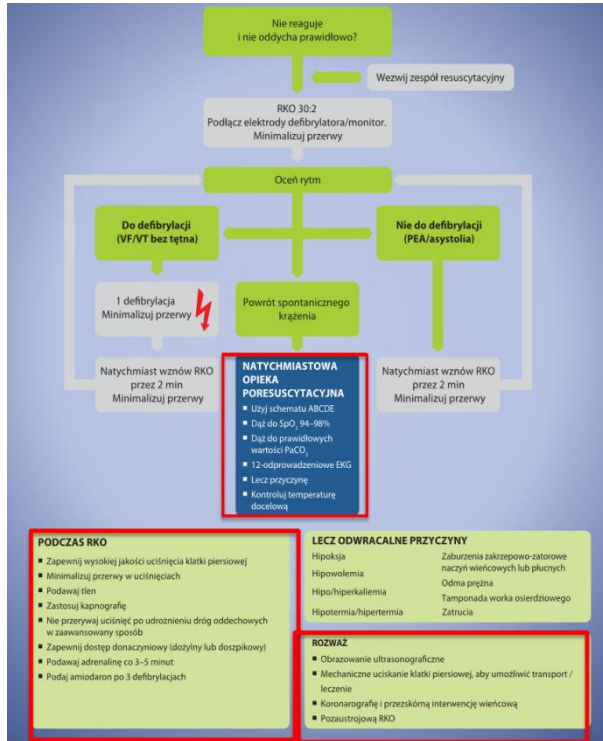 Nie reaguje
i nie oddycha prawidłowo?
Wezwij zespół resuscytacyjny
RKO 30:2
Podłącz elektrody defibrylatora/monitor.
Minimalizuj przerwy
Oceń rytm
Do defibrylacji
(VF/VT bez tętna)
Nie do defibrylacji
(PEA/asystolia)
1 defibrylacja
Minimalizuj przerwy
Powrót spontanicznego
krążenia
Natychmiast wznów RKO
przez 2 min
Minimalizuj przerwy
NATYCHMIASTOWA
OPIEKA
PORESUSCYTACYJNA
▪ Użyj schematu ABCDE
▪ Dąż do SpO₂ 94–98%
▪ Dąż do prawidłowych
wartości PaCO₂
▪ 12-odprowadzeniowe EKG
▪ Lecz przyczynę
▪ Kontroluj temperaturę
docelową
Natychmiast wznów RKO
przez 2 min
Minimalizuj przerwy
PODCZAS RKO
▪ Zapewnij wysokiej jakości uciśnięcia klatki piersiowej
▪ Minimalizuj przerwy w uciśnięciach
▪ Podawaj tlen
▪ Zastosuj kapnografię
▪ Nie przerywaj uciśnięć po udrożnieniu dróg oddechowych
w zaawansowany sposób
▪ Zapewnij dostęp donaczyniowy (dożylny lub doszpikowy)
▪ Podawaj adrenalinę co 3–5 minut
▪ Podaj amiodaron po 3 defibrylacjach
LECZ ODWRACALNE PRZYCZYNY
Hipoksja
Hipowolemia
Hipo/hiperkaliemia
Hipotermia/hipertermia
Zaburzenia zakrzepowo-zatorowe
naczyń wieńcowych lub płucnych
Odma prężna
Tamponada worka osierdziowego
Zatrucia
ROZWAŻ
▪ Obrazowanie ultrasonograficzne
▪ Mechaniczne uciskanie klatki piersiowej, aby umożliwić transport /
leczenie
▪ Koronarografię i przezskórną interwencję wieńcową
▪ Pozaustrojową RKO